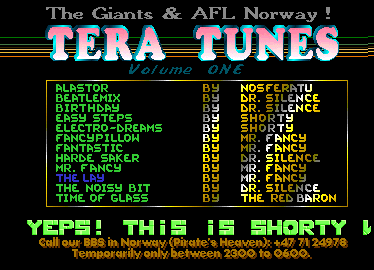 The Giants & AFL Norway !
TERA TUNES
Volume ONE
ALASTOR BY NOSFERATU
BEATLEMIX BY DR. SILENCE
BIRTHDAY BY DR. SILENCE
EASY STEPS BY SHORTY
ELECTRO-DREAMS BY SHORTY
FANCYPILLOW BY MR. FANCY
FANTASTIC BY MR. FANCY
HARDE SAKER BY DR. SILENCE
MR. FANCY BY MR. FANCY
THE LAY BY MR. FANCY
THE NOISY BIT BY DR. SILENCE
TIME OF GLASS BY THE RED BARON
YEPS! THiS iS SHORTY
Call our BBS in Norway (Pirate's Heaven): +47 71 24978
Temporarily only between 2300 to 0600.